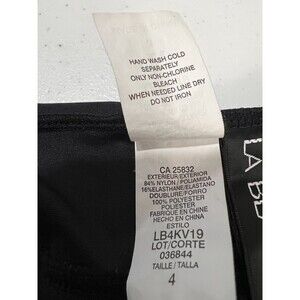 HAND WASH COLD
SEPARATELY
ONLY NON-CHLORINE
BLEACH
WHEN NEEDED LINE DRY
DO NOT IRON
CA 25832
EXTERIEUR/EXTERIOR
84% NYLON / POLIAMIDA
16% ELASTHANE/ELASTANO
DOUBLURE/FORRO
100% POLYESTER
POLIESTER
FABRIQUE EN CHINE
HECHO EN CHINA
ESTILO
LB4KV19
LOT/CORTE
036844
TAILLE / TALLA
4
LA B